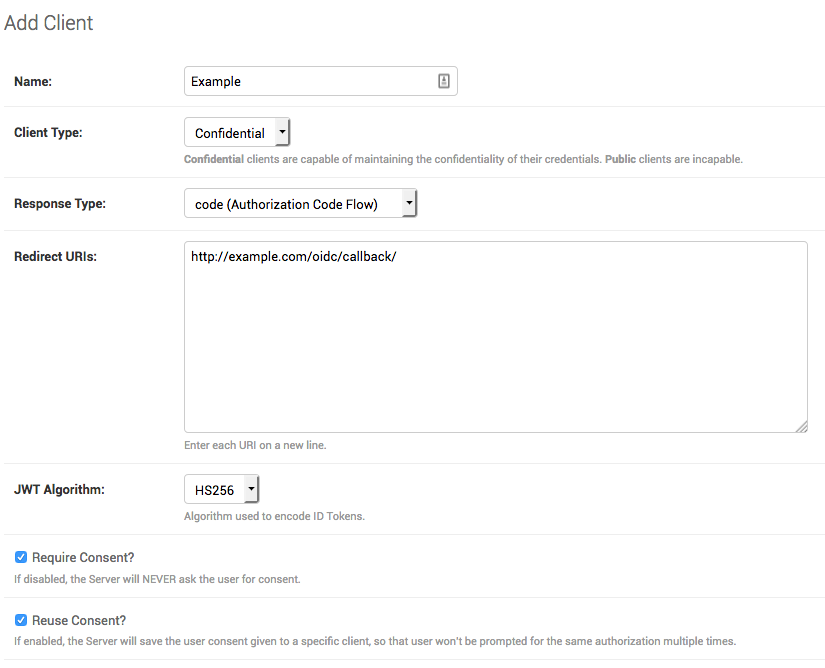 Add Client
Name:
Example
Client Type:
Confidential
Confidential clients are capable of maintaining the confidentiality of their credentials. Public clients are incapable.
Response Type:
code (Authorization Code Flow)
Redirect URIs:
http://example.com/oidc/callback/
Enter each URI on a new line.
JWT Algorithm:
HS256
Algorithm used to encode ID Tokens.
Require Consent?
If disabled, the Server will NEVER ask the user for consent.
Reuse Consent?
If enabled, the Server will save the user consent given to a specific client, so that user won't be prompted for the same authorization multiple times.